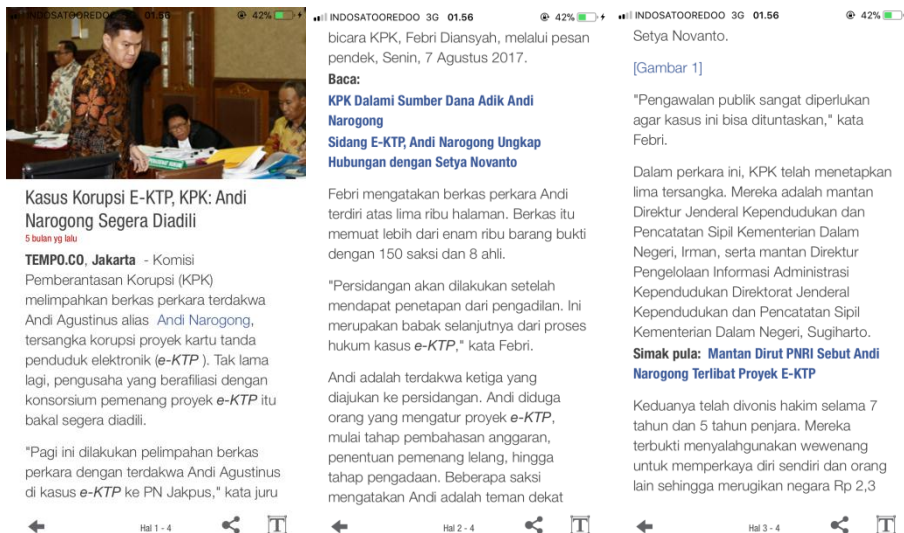 INDOSATOOREDOO 3G 01.56 42%
Kasus Korupsi E-KTP, KPK: Andi
Narogong Segera Diadili
5 bulan yg lalu
TEMPO.CO, Jakarta - Komisi
Pemberantasan Korupsi (KPK)
melimpahkan berkas perkara terdakwa
Andi Agustinus alias Andi Narogong,
tersangka korupsi proyek kartu tanda
penduduk elektronik (e-KTP ). Tak lama
lagi, pengusaha yang berafiliasi dengan
konsorsium pemenang proyek e-KTP itu
bakal segera diadili.
"Pagi ini dilakukan pelimpahan berkas
perkara dengan terdakwa Andi Agustinus
di kasus e-KTP ke PN Jakpus," kata juru
Hal 1 - 4
INDOSATOOREDOO 3G 01.56 42%
bicara KPK, Febri Diansyah, melalui pesan
pendek, Senin, 7 Agustus 2017.
Baca:
KPK Dalami Sumber Dana Adik Andi
Narogong
Sidang E-KTP, Andi Narogong Ungkap
Hubungan dengan Setya Novanto
Febri mengatakan berkas perkara Andi
terdiri atas lima ribu halaman. Berkas itu
memuat lebih dari enam ribu barang bukti
dengan 150 saksi dan 8 ahli.
"Persidangan akan dilakukan setelah
mendapat penetapan dari pengadilan. Ini
merupakan babak selanjutnya dari proses
hukum kasus e-KTP," kata Febri.
Andi adalah terdakwa ketiga yang
diajukan ke persidangan. Andi diduga
orang yang mengatur proyek e-KTP,
mulai tahap pembahasan anggaran,
penentuan pemenang lelang, hingga
tahap pengadaan. Beberapa saksi
mengatakan Andi adalah teman dekat
Hal 2 - 4
INDOSATOOREDOO 3G 01.56 42%
Setya Novanto.
[Gambar 1]
"Pengawalan publik sangat diperlukan
agar kasus ini bisa dituntaskan," kata
Febri.
Dalam perkara ini, KPK telah menetapkan
lima tersangka. Mereka adalah mantan
Direktur Jenderal Kependudukan dan
Pencatatan Sipil Kementerian Dalam
Negeri, Irman, serta mantan Direktur
Pengelolaan Informasi Administrasi
Kependudukan Direktorat Jenderal
Kependudukan dan Pencatatan Sipil
Kementerian Dalam Negeri, Sugiharto.
Simak pula: Mantan Dirut PNRI Sebut Andi
Narogong Terlibat Proyek E-KTP
Keduanya telah divonis hakim selama 7
tahun dan 5 tahun penjara. Mereka
terbukti menyalahgunakan wewenang
untuk memperkaya diri sendiri dan orang
lain sehingga merugikan negara Rp 2,3
Hal 3 - 4